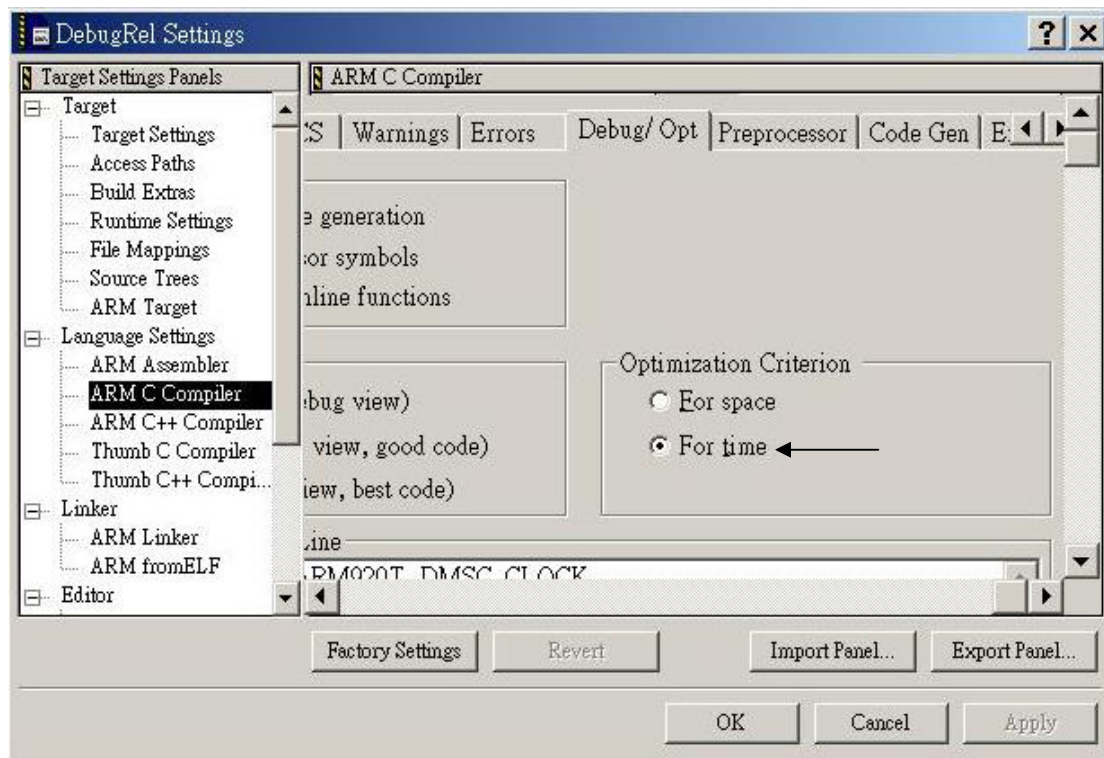 DebugRel Settings
Target Settings Panels
Target
Target Settings
Access Paths
Build Extras
Runtime Settings
File Mappings
Source Trees
ARM Target
Language Settings
ARM Assembler
ARM C Compiler
ARM C++ Compiler
Thumb C Compiler
Thumb C++ Compi...
Linker
ARM Linker
ARM fromELF
Editor
ARM C Compiler
Warnings Errors Debug/ Opt Preprocessor Code Gen
generation
symbols
functions
bug view)
view, good code)
best code)
Optimization Criterion
For space
For time
DMSC_CLOCK
Factory Settings Revert Import Panel... Export Panel...
OK Cancel Apply